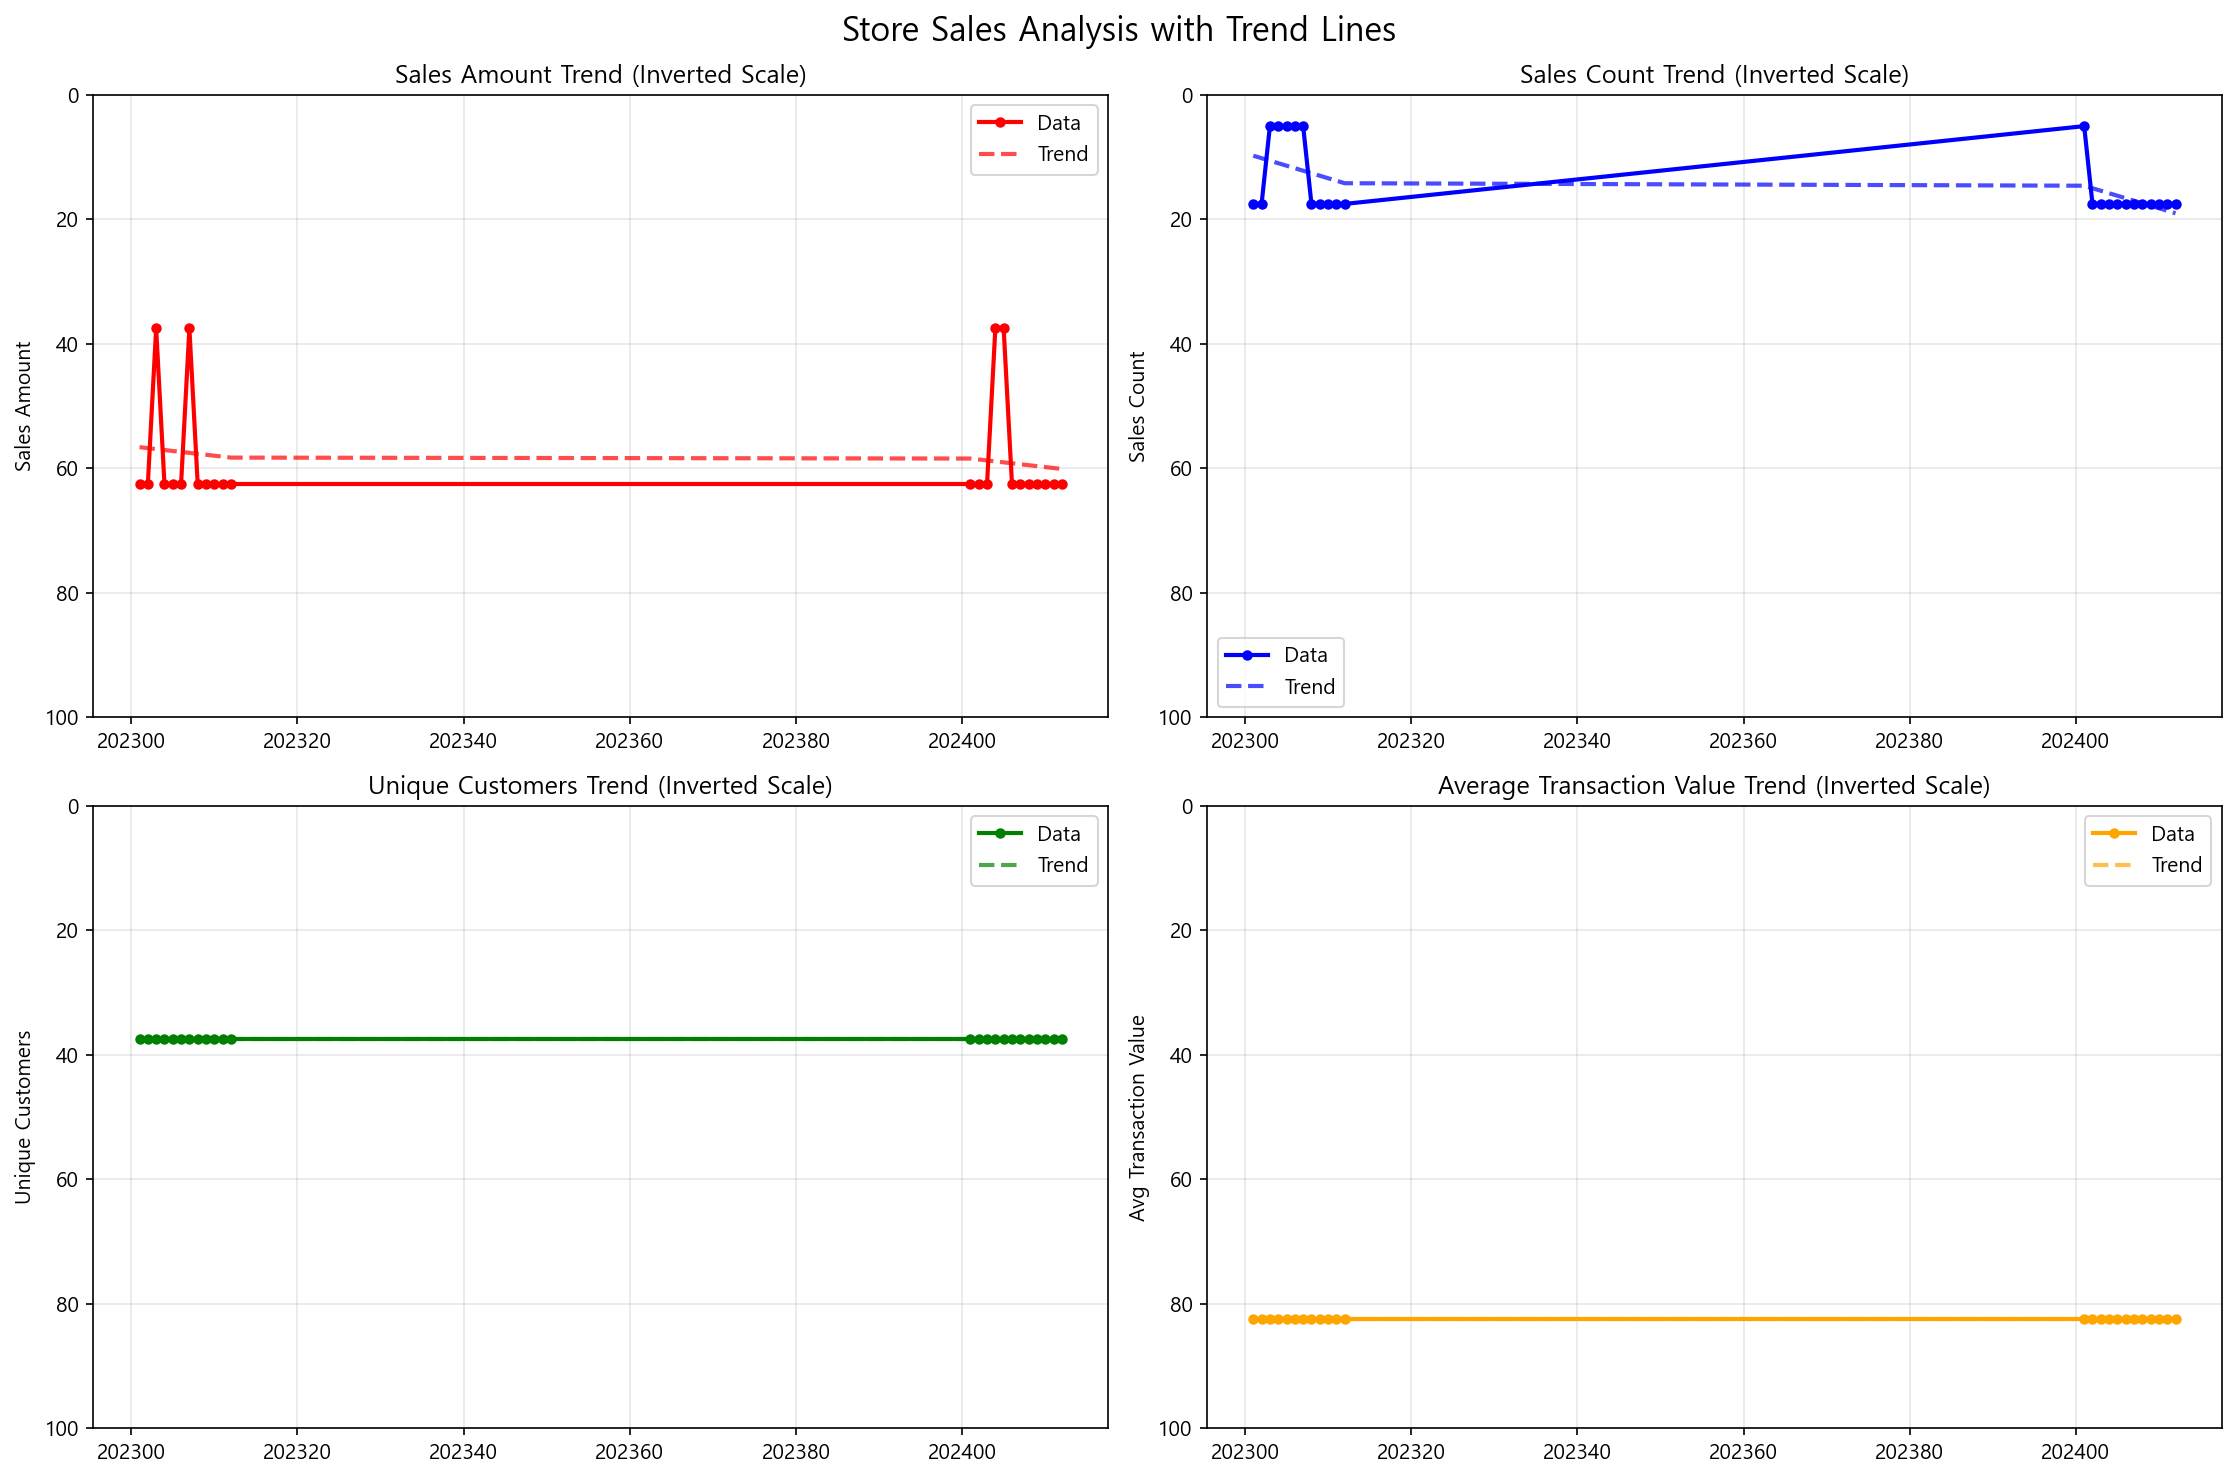 Store Sales Analysis with Trend Lines
Sales Amount Trend (Inverted Scale)
0
20
40
60
80
100
Sales Amount
Data
Trend
202300
202320
202340
202360
202380
202400
Sales Count Trend (Inverted Scale)
0
20
40
60
80
100
Sales Count
Data
Trend
202300
202320
202340
202360
202380
202400
Unique Customers Trend (Inverted Scale)
0
20
40
60
80
100
Unique Customers
Data
Trend
202300
202320
202340
202360
202380
202400
Average Transaction Value Trend (Inverted Scale)
0
20
40
60
80
100
Avg Transaction Value
Data
Trend
202300
202320
202340
202360
202380
202400